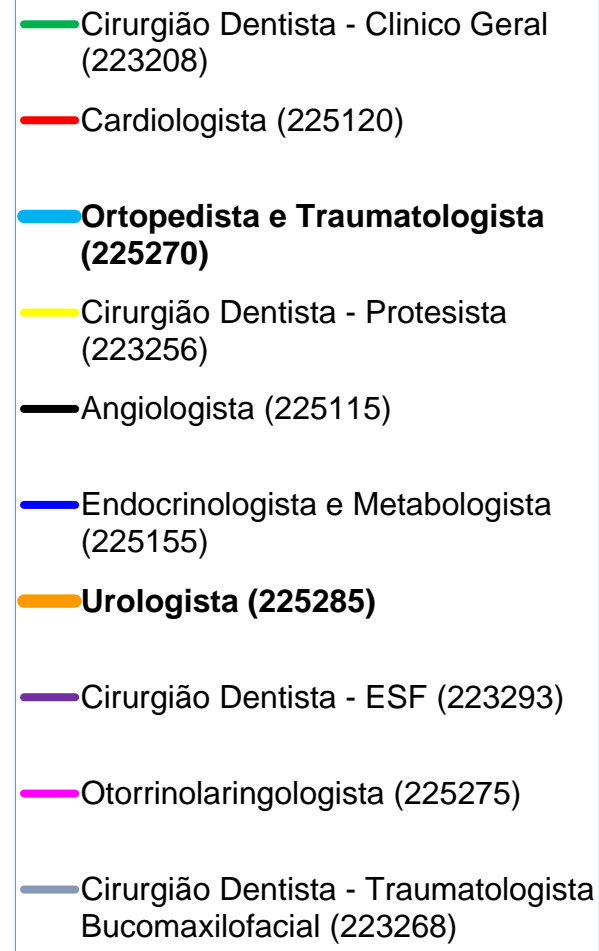 Cirurgião Dentista - Clinico Geral
(223208)
Cardiologista (225120)
Ortopedista e Traumatologista
(225270)
Cirurgião Dentista - Protesista
(223256)
Angiologista (225115)
Endocrinologista e Metabologista
(225155)
Urologista (225285)
Cirurgião Dentista - ESF (223293)
Otorrinolaringologista (225275)
Cirurgião Dentista - Traumatologista
Bucomaxilofacial (223268)